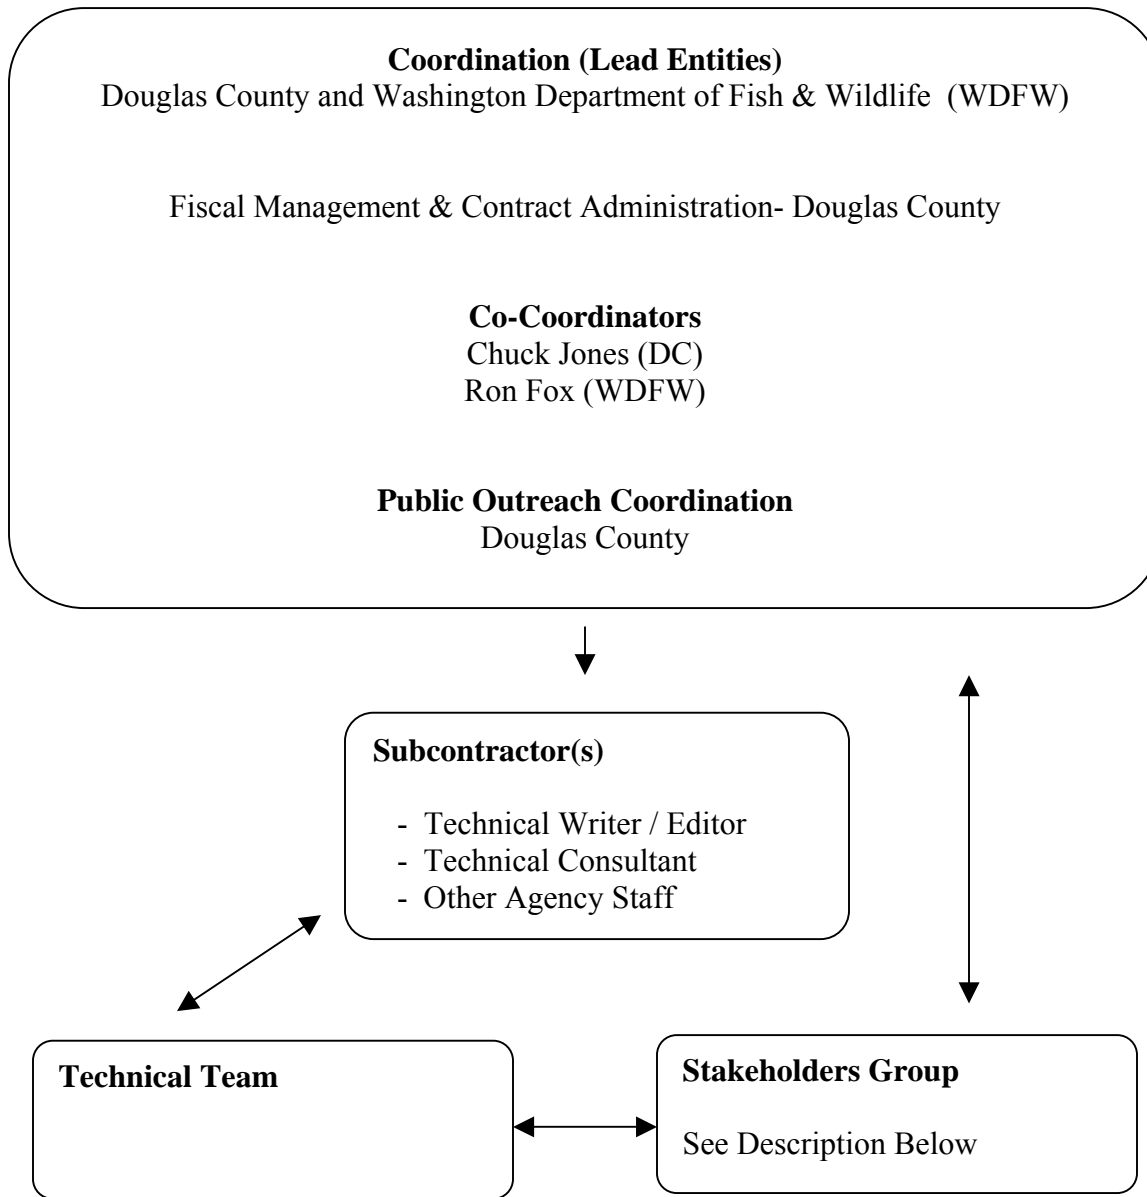 Coordination (Lead Entities)
Douglas County and Washington Department of Fish & Wildlife (WDFW)
Fiscal Management & Contract Administration- Douglas County
Co-Coordinators
Chuck Jones (DC)
Ron Fox (WDFW)
Public Outreach Coordination
Douglas County
Subcontractor(s)
- Technical Writer / Editor
- Technical Consultant
- Other Agency Staff
Technical Team
Stakeholders Group
See Description Below